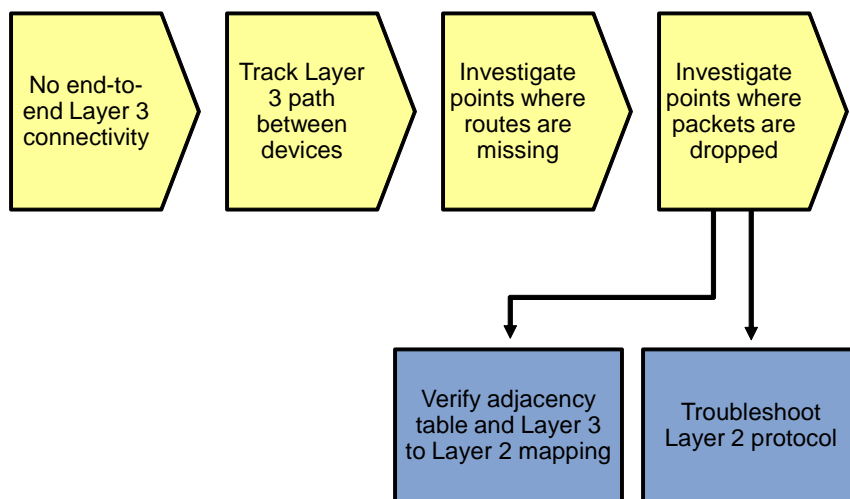 No end-to-
end Layer 3
connectivity
Track Layer
3 path
between
devices
Investigate
points where
routes are
missing
Investigate
points where
packets are
dropped
Verify adjacency
table and Layer 3
to Layer 2 mapping
Troubleshoot
Layer 2 protocol